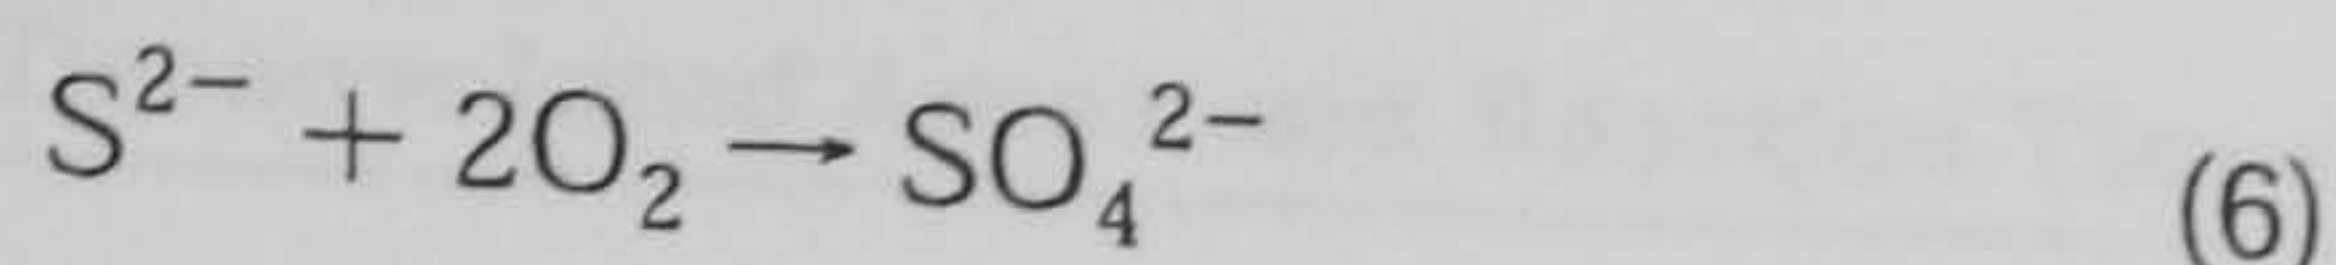 S²⁻ + 2O₂ → SO₄²⁻ (6)